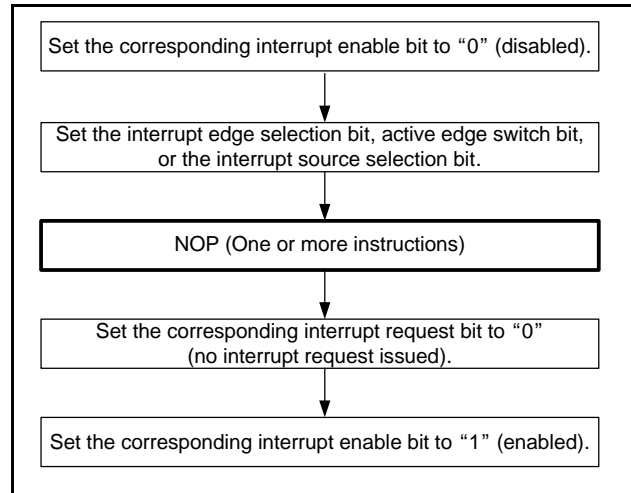 Set the corresponding interrupt enable bit to “0” (disabled).
Set the interrupt edge selection bit, active edge switch bit,
or the interrupt source selection bit.
NOP (One or more instructions)
Set the corresponding interrupt request bit to “0”
(no interrupt request issued).
Set the corresponding interrupt enable bit to “1” (enabled).